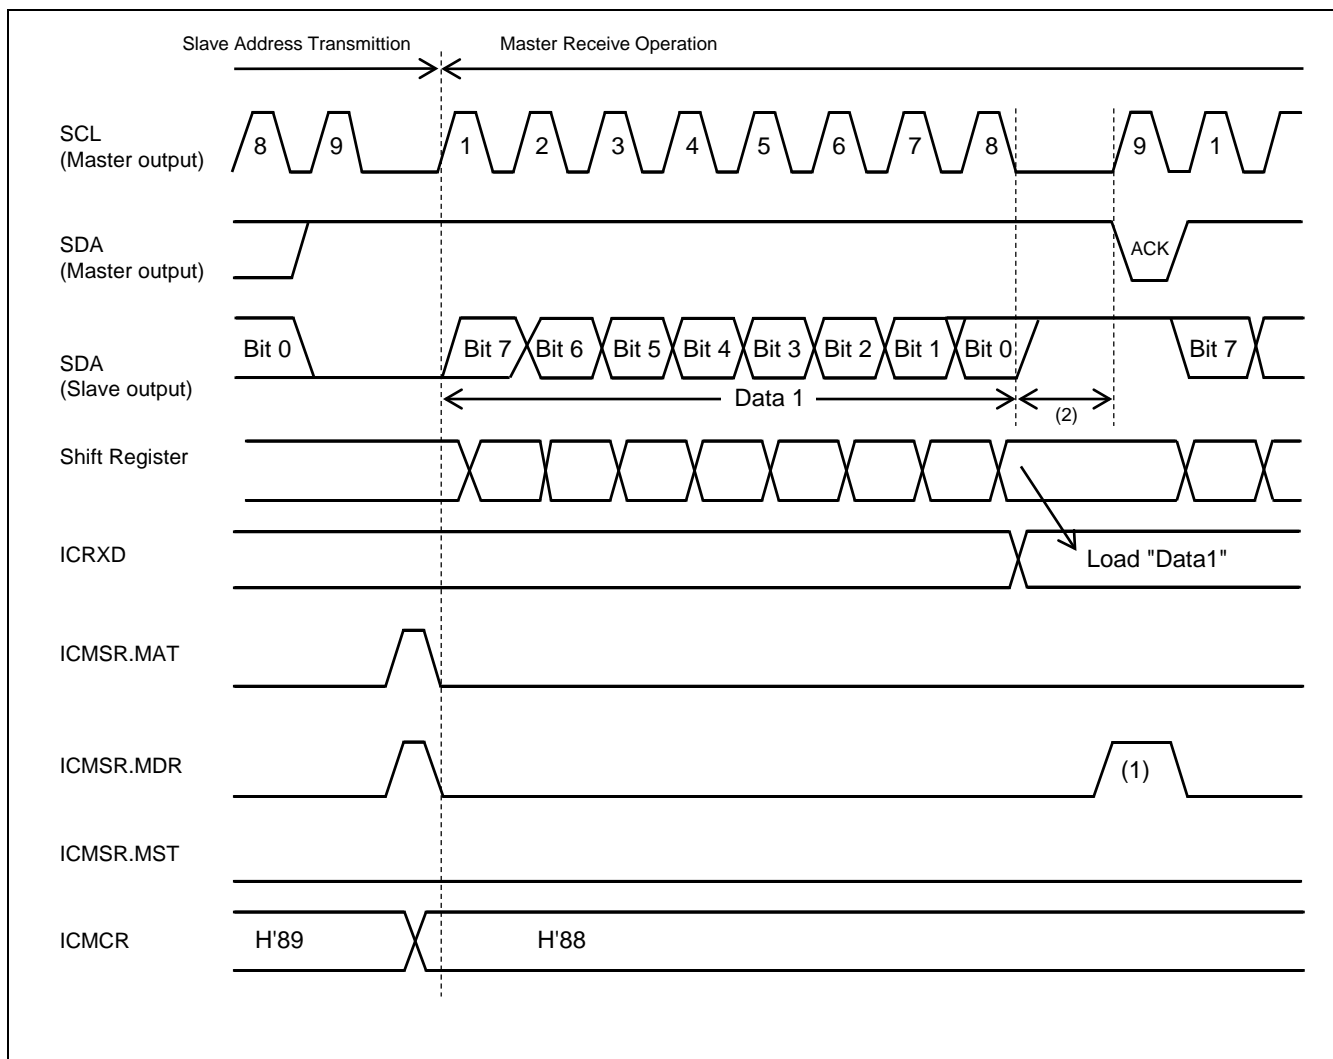 Slave Address Transmittion Master Receive Operation
SCL
(Master output)
8 9 1 2 3 4 5 6 7 8 9 1
SDA
(Master output)
ACK
SDA
(Slave output)
Bit 0 Bit 7 Bit 6 Bit 5 Bit 4 Bit 3 Bit 2 Bit 1 Bit 0 Bit 7
Data 1
(2)
Shift Register
ICRXD
Load "Data1"
ICMSR.MAT
ICMSR.MDR
(1)
ICMSR.MST
ICMCR
H'89 H'88